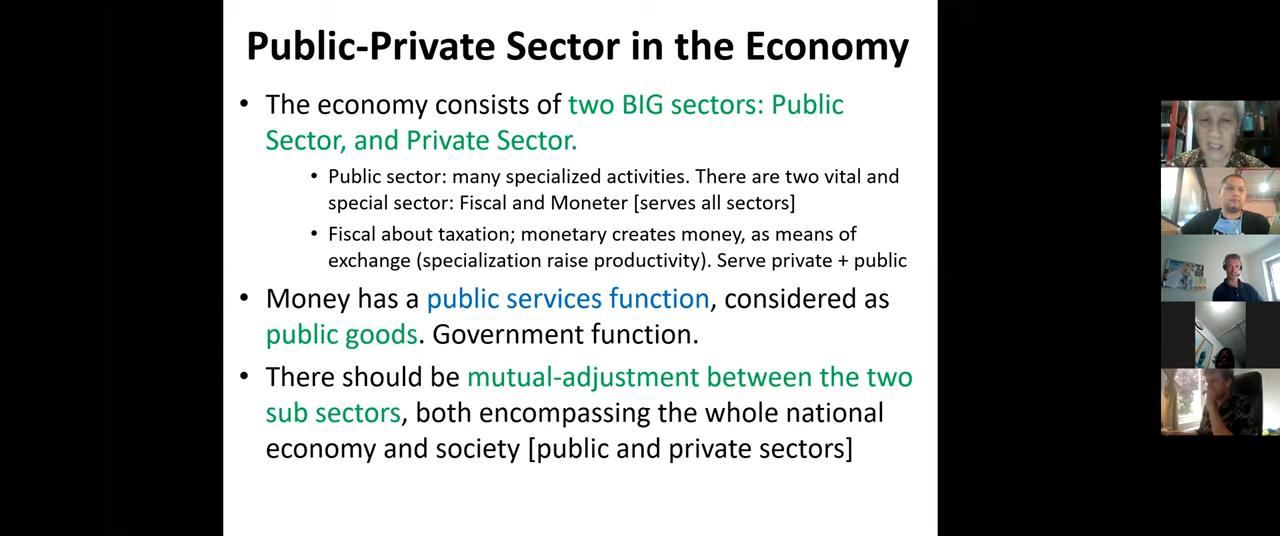 Public-Private Sector in the Economy
• The economy consists of two BIG sectors: Public
Sector, and Private Sector.
• Public sector: many specialized activities. There are two vital and
special sector: Fiscal and Moneter [serves all sectors]
• Fiscal about taxation; monetary creates money, as means of
exchange (specialization raise productivity). Serve private + public
• Money has a public services function, considered as
public goods. Government function.
• There should be mutual-adjustment between the two
sub sectors, both encompassing the whole national
economy and society [public and private sectors]